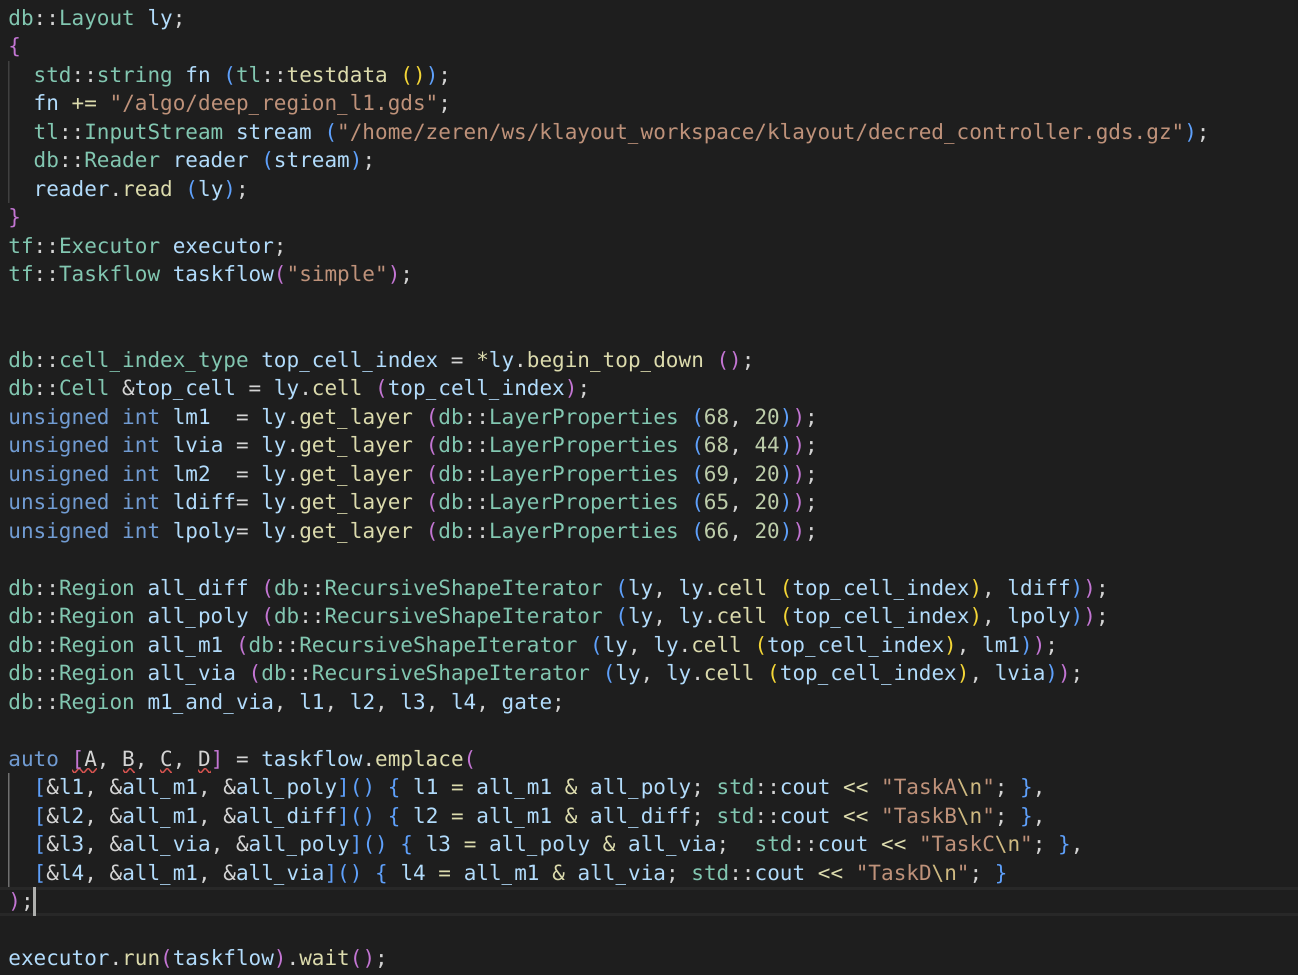 db::Layout ly;
{
  std::string fn (tl::testdata ());
  fn += "/algo/deep_region_l1.gds";
  tl::InputStream stream ("/home/zeren/ws/klayout_workspace/klayout/decred_controller.gds.gz");
  db::Reader reader (stream);
  reader.read (ly);
}
tf::Executor executor;
tf::Taskflow taskflow("simple");
db::cell_index_type top_cell_index = *ly.begin_top_down ();
db::Cell &top_cell = ly.cell (top_cell_index);
unsigned int lm1  = ly.get_layer (db::LayerProperties (68, 20));
unsigned int lvia = ly.get_layer (db::LayerProperties (68, 44));
unsigned int lm2  = ly.get_layer (db::LayerProperties (69, 20));
unsigned int ldiff= ly.get_layer (db::LayerProperties (65, 20));
unsigned int lpoly= ly.get_layer (db::LayerProperties (66, 20));
db::Region all_diff (db::RecursiveShapeIterator (ly, ly.cell (top_cell_index), ldiff));
db::Region all_poly (db::RecursiveShapeIterator (ly, ly.cell (top_cell_index), lpoly));
db::Region all_m1 (db::RecursiveShapeIterator (ly, ly.cell (top_cell_index), lm1));
db::Region all_via (db::RecursiveShapeIterator (ly, ly.cell (top_cell_index), lvia));
db::Region m1_and_via, l1, l2, l3, l4, gate;
auto [A, B, C, D] = taskflow.emplace(
  [&l1, &all_m1, &all_poly]() { l1 = all_m1 & all_poly; std::cout << "TaskA\n"; },
  [&l2, &all_m1, &all_diff]() { l2 = all_m1 & all_diff; std::cout << "TaskB\n"; },
  [&l3, &all_via, &all_poly]() { l3 = all_poly & all_via;  std::cout << "TaskC\n"; },
  [&l4, &all_m1, &all_via]() { l4 = all_m1 & all_via; std::cout << "TaskD\n"; }
);
executor.run(taskflow).wait();